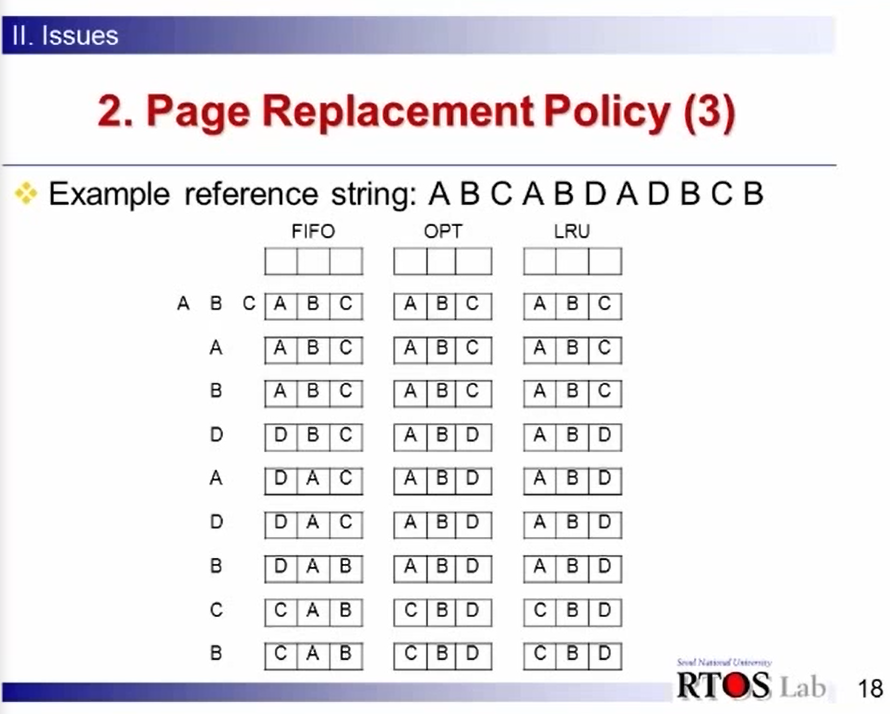 II. Issues
2. Page Replacement Policy (3)
Example reference string: A B C A B D A D B C B
FIFO OPT LRU
A B C A B C A B C A B C
A A B C A B C A B C
B A B C A B C A B C
D D B C A B D A B D
A D A C A B D A B D
D D A C A B D A B D
B D A B A B D A B D
C C A B C B D C B D
B C A B C B D C B D
Seoul National University
RTOS Lab
18